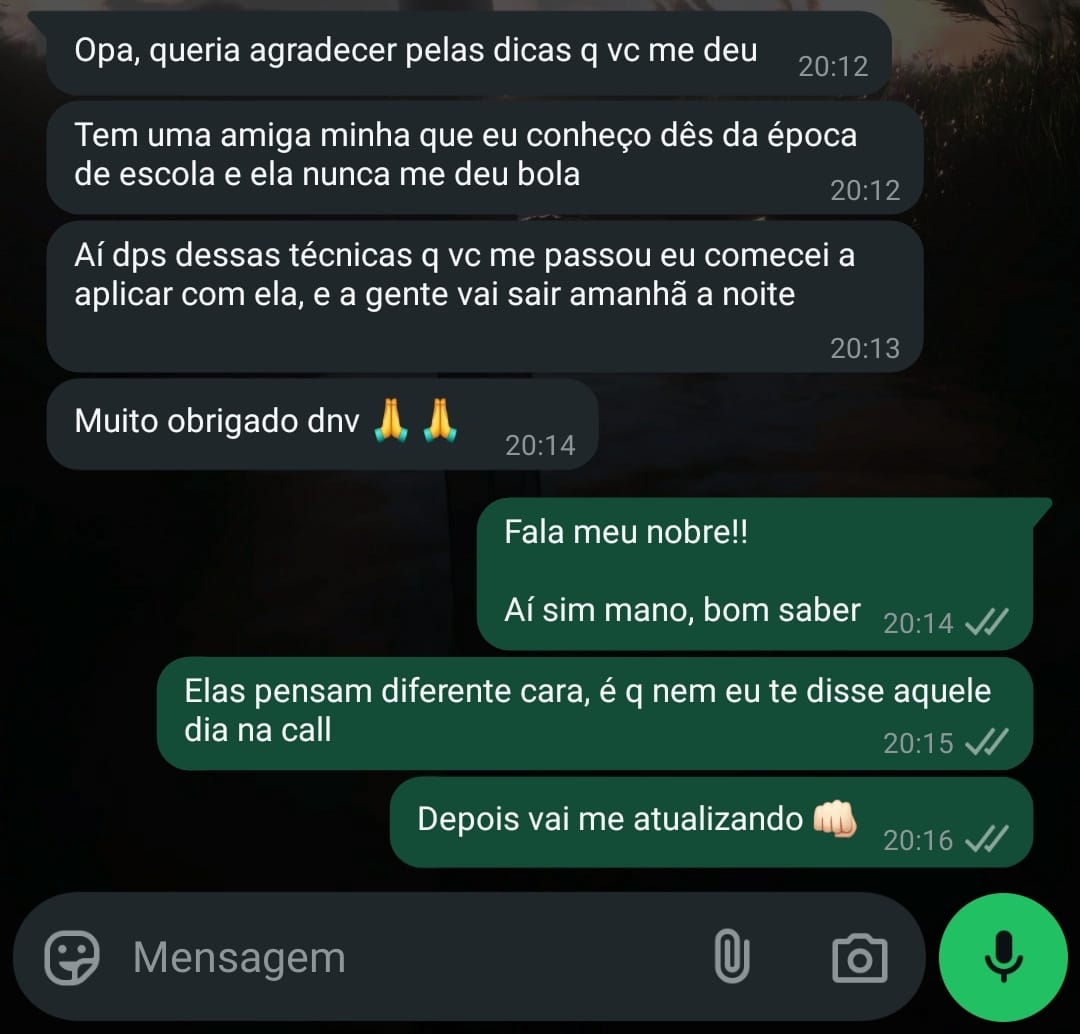 Opa, queria agradecer pelas dicas q vc me deu 20:12
Tem uma amiga minha que eu conheço dês da época
de escola e ela nunca me deu bola
20:12
Aí dps dessas técnicas q vc me passou eu comecei a
aplicar com ela, e a gente vai sair amanhã a noite
20:13
Muito obrigado dnv 🙏 🙏 20:14
Fala meu nobre!!
Aí sim mano, bom saber 20:14
Elas pensam diferente cara, é q nem eu te disse aquele
dia na call 20:15
Depois vai me atualizando 👊🏻 20:16
Mensagem